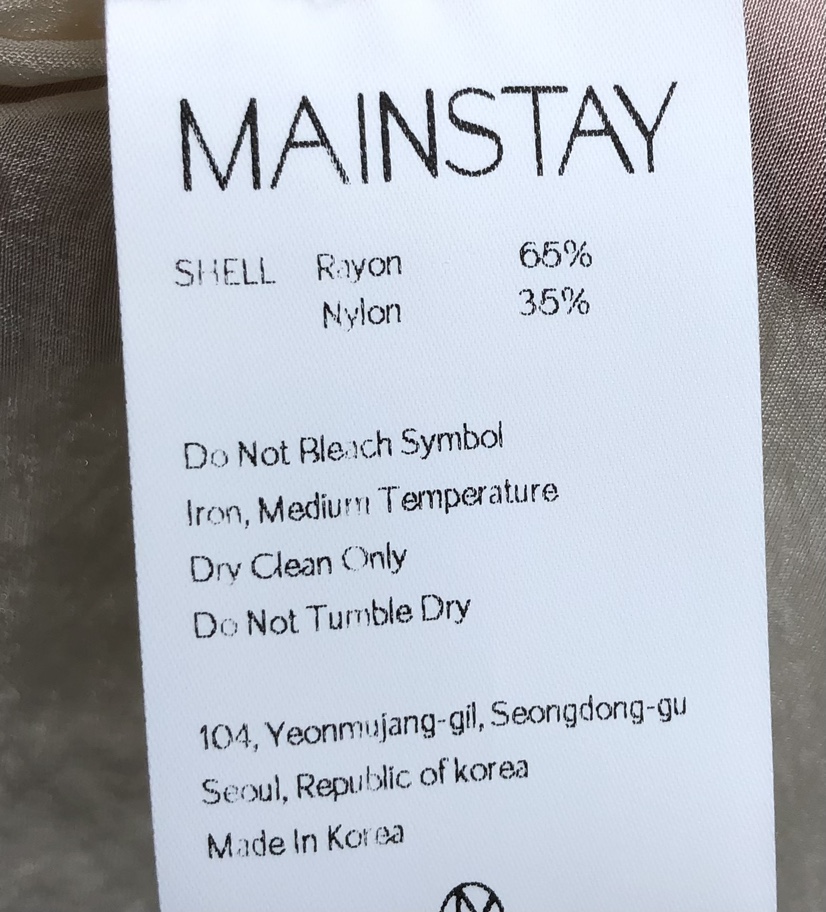 MAINSTAY
SHELL Rayon 65%
Nylon 35%
Do Not Bleach Symbol
Iron, Medium Temperature
Dry Clean Only
Do Not Tumble Dry
104, Yeonmujang-gil, Seongdong-gu
Seoul, Republic of korea
Made In Korea